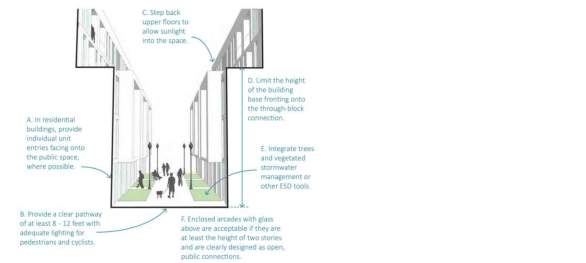 C. Step back
upper floors to
allow sunlight
into the space.
D. Limit the height
of the building
base fronting onto
the through-block
connection.
A. In residential
buildings, provide
individual unit
entries facing onto
the public space,
where possible.
E. Integrate trees
and vegetated
stormwater
management or
other ESD tools.
B. Provide a clear pathway
of at least 8 - 12 feet with
adequate lighting for
pedestrians and cyclists.
F. Enclosed arcades with glass
above are acceptable if they are
at least the height of two stories
and are clearly designed as open,
public connections.